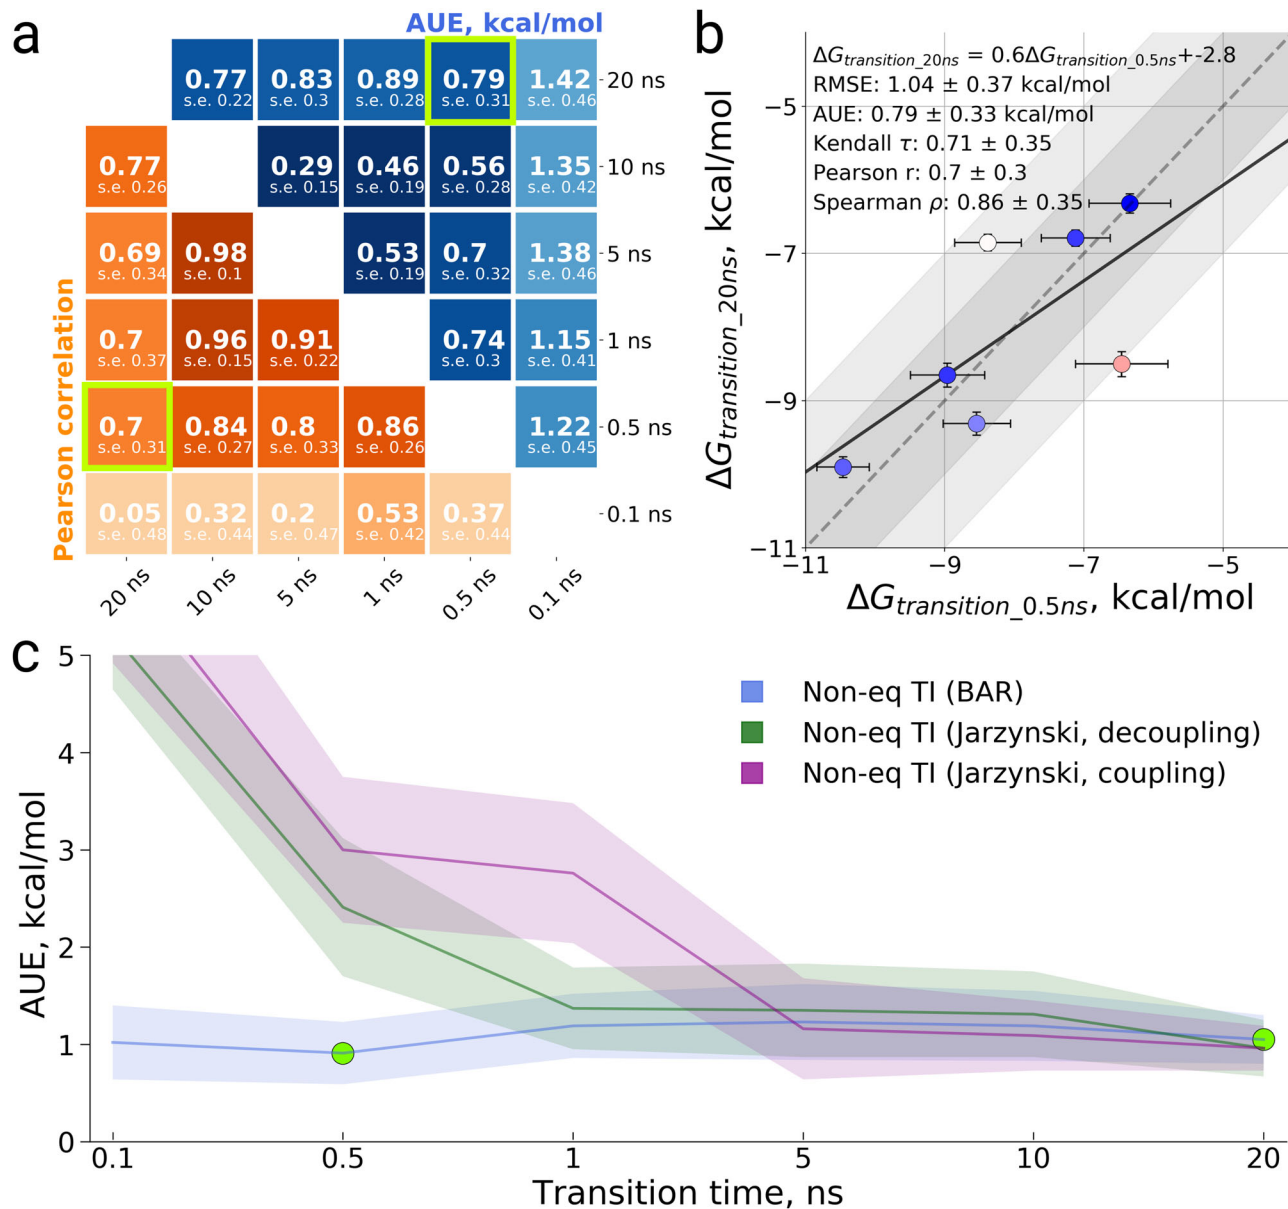 a
AUE, kcal/mol
0.77 0.83 0.89 0.79 1.42 20 ns
s.e. 0.22 s.e. 0.3 s.e. 0.28 s.e. 0.31 s.e. 0.46
0.77 0.29 0.46 0.56 1.35 10 ns
s.e. 0.26 s.e. 0.15 s.e. 0.19 s.e. 0.28 s.e. 0.42
0.69 0.98 0.53 0.7 1.38 5 ns
s.e. 0.34 s.e. 0.1 s.e. 0.19 s.e. 0.32 s.e. 0.46
0.7 0.96 0.91 0.74 1.15 1 ns
s.e. 0.37 s.e. 0.15 s.e. 0.22 s.e. 0.3 s.e. 0.41
0.7 0.84 0.8 0.86 1.22 0.5 ns
s.e. 0.31 s.e. 0.27 s.e. 0.33 s.e. 0.26 s.e. 0.45
0.05 0.32 0.2 0.53 0.37 0.1 ns
s.e. 0.48 s.e. 0.44 s.e. 0.47 s.e. 0.42 s.e. 0.44
20 ns 10 ns 5 ns 1 ns 0.5 ns 0.1 ns
Pearson correlation
b
ΔG_transition_20ns = 0.6ΔG_transition_0.5ns+-2.8
RMSE: 1.04 ± 0.37 kcal/mol
AUE: 0.79 ± 0.33 kcal/mol
Kendall τ: 0.71 ± 0.35
Pearson r: 0.7 ± 0.3
Spearman ρ: 0.86 ± 0.35
−5
−7
−9
−11
−11 −9 −7 −5
ΔG_transition_20ns, kcal/mol
ΔG_transition_0.5ns, kcal/mol
c
Non-eq TI (BAR)
Non-eq TI (Jarzynski, decoupling)
Non-eq TI (Jarzynski, coupling)
5
4
3
2
1
0
0.1 0.5 1 5 10 20
AUE, kcal/mol
Transition time, ns